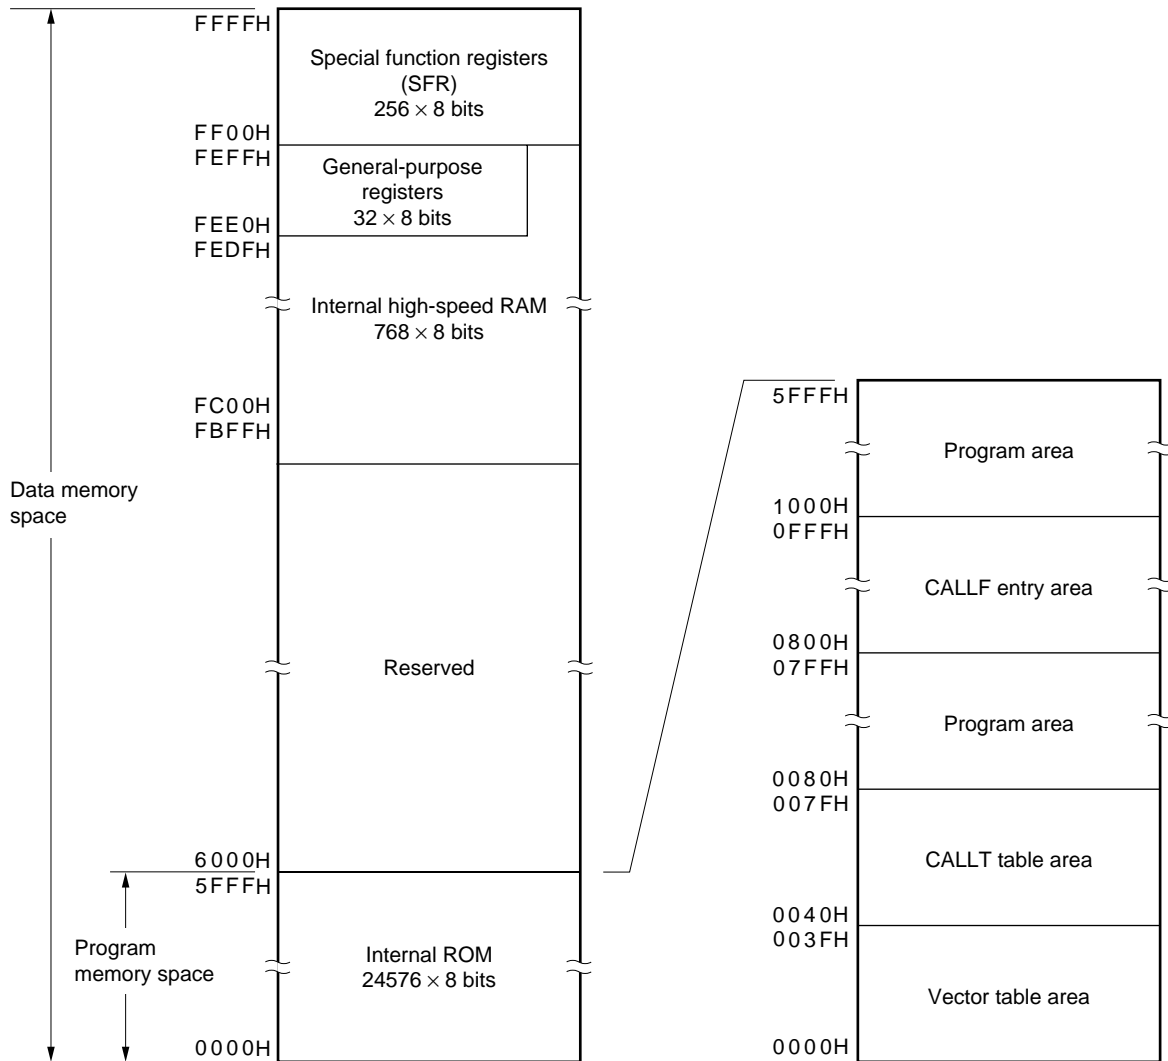 FFFFH
Special function registers
(SFR)
256 × 8 bits
FF00H
FEFFH
General-purpose
registers
32 × 8 bits
FEE0H
FEDFH
Internal high-speed RAM
768 × 8 bits
FC00H
FBFFH
Data memory
space
Reserved
6000H
5FFFH
Program
memory space
Internal ROM
24576 × 8 bits
0000H
5FFFH
Program area
1000H
0FFFH
CALLF entry area
0800H
07FFH
Program area
0080H
007FH
CALLT table area
0040H
003FH
Vector table area
0000H